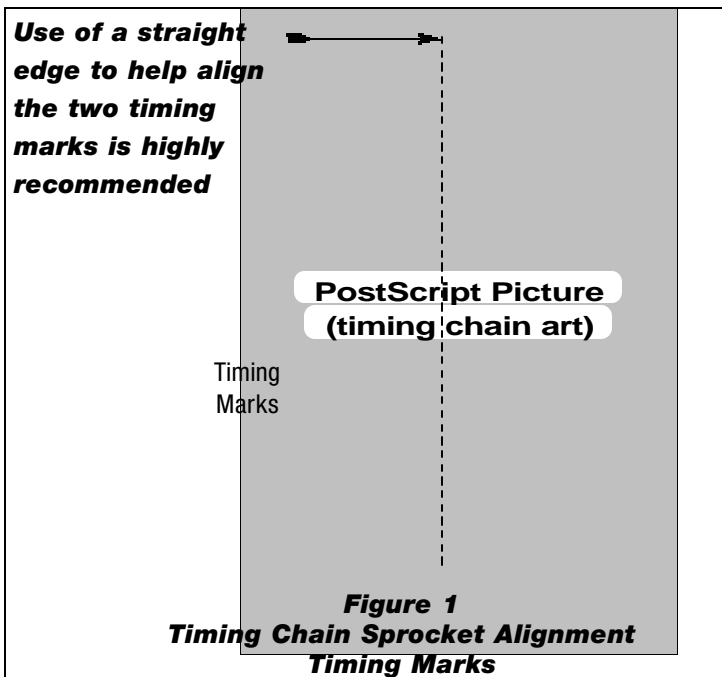 Use of a straight
edge to help align
the two timing
marks is highly
recommended
PostScript Picture
(timing chain art)
Timing
Marks
Figure 1
Timing Chain Sprocket Alignment
Timing Marks